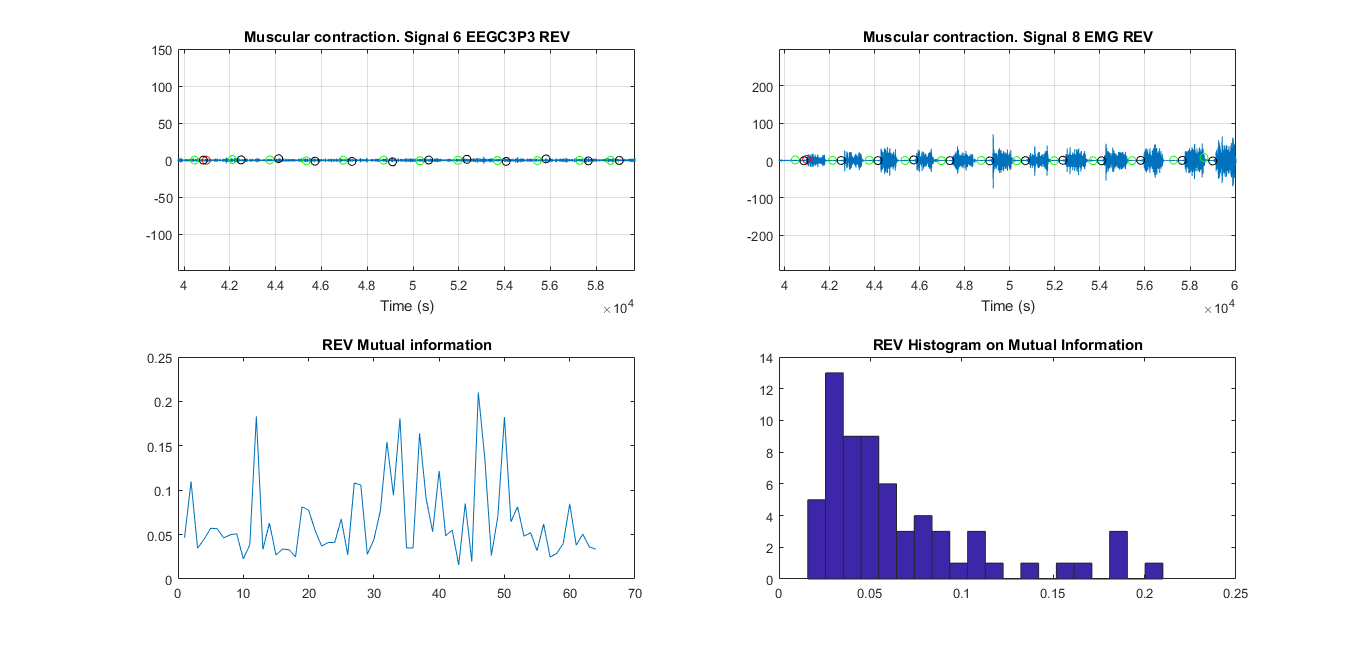 Muscular contraction. Signal 6 EEGC3P3 REV
150
100
50
0
-50
-100
4 4.2 4.4 4.6 4.8 5 5.2 5.4 5.6 5.8
Time (s)
×10^4
Muscular contraction. Signal 8 EMG REV
200
100
0
-100
-200
4 4.2 4.4 4.6 4.8 5 5.2 5.4 5.6 5.8 6
Time (s)
×10^4
REV Mutual information
0.25
0.2
0.15
0.1
0.05
0
0 10 20 30 40 50 60 70
REV Histogram on Mutual Information
14
12
10
8
6
4
2
0
0 0.05 0.1 0.15 0.2 0.25